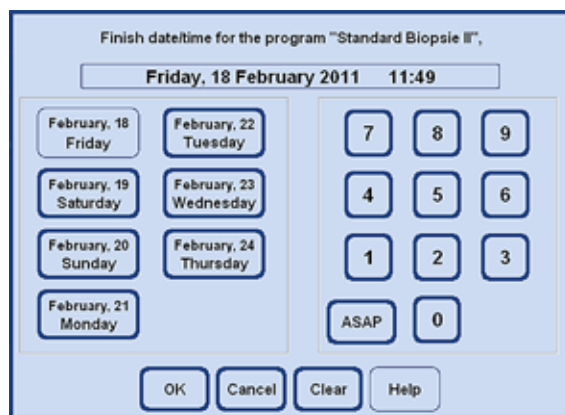 Finish date/time for the program "Standard Biopsie II",
Friday, 18 February 2011 11:49
February, 18
Friday
February, 19
Saturday
February, 20
Sunday
February, 21
Monday
February, 22
Tuesday
February, 23
Wednesday
February, 24
Thursday
7 8 9
4 5 6
1 2 3
ASAP 0
OK Cancel Clear Help